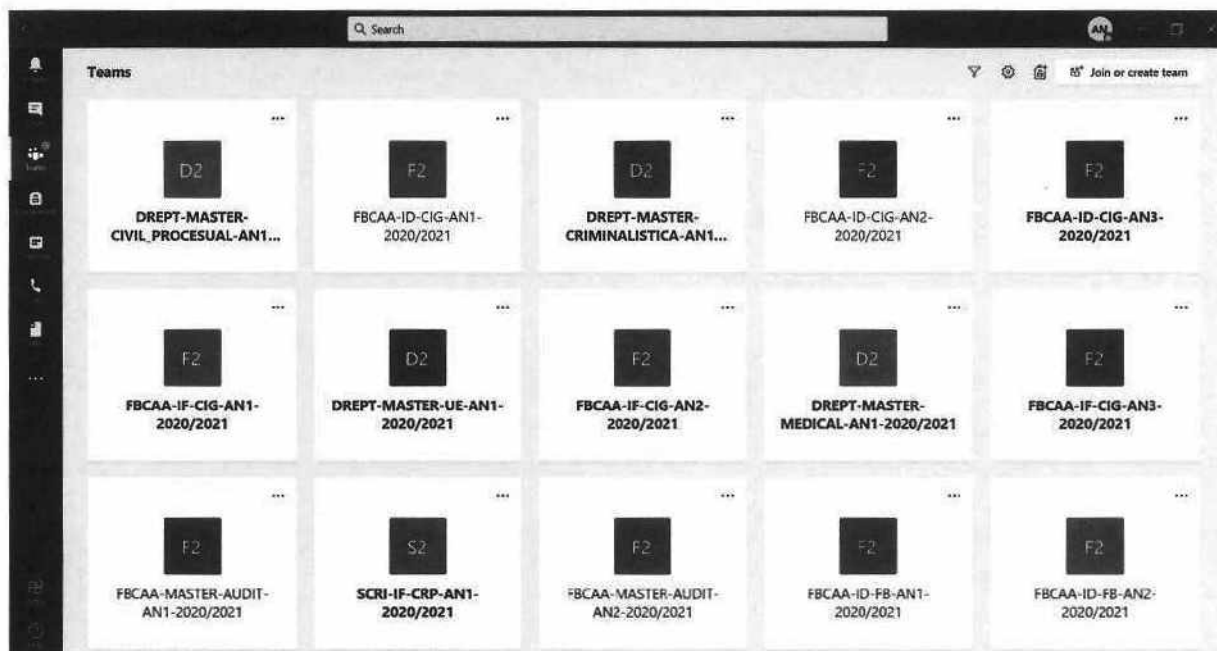 Search
AN
Teams
Join or create team
D2
DREPT-MASTER-
CIVIL_PROCESUAL-AN1...
F2
FBCAA-ID-CIG-AN1-
2020/2021
D2
DREPT-MASTER-
CRIMINALISTICA-AN1...
F2
FBCAA-ID-CIG-AN2-
2020/2021
F2
FBCAA-ID-CIG-AN3-
2020/2021
F2
FBCAA-IF-CIG-AN1-
2020/2021
D2
DREPT-MASTER-UE-AN1-
2020/2021
F2
FBCAA-IF-CIG-AN2-
2020/2021
D2
DREPT-MASTER-
MEDICAL-AN1-2020/2021
F2
FBCAA-IF-CIG-AN3-
2020/2021
F2
FBCAA-MASTER-AUDIT-
AN1-2020/2021
S2
SCRI-IF-CRP-AN1-
2020/2021
F2
FBCAA-MASTER-AUDIT-
AN2-2020/2021
F2
FBCAA-ID-FB-AN1-
2020/2021
F2
FBCAA-ID-FB-AN2-
2020/2021